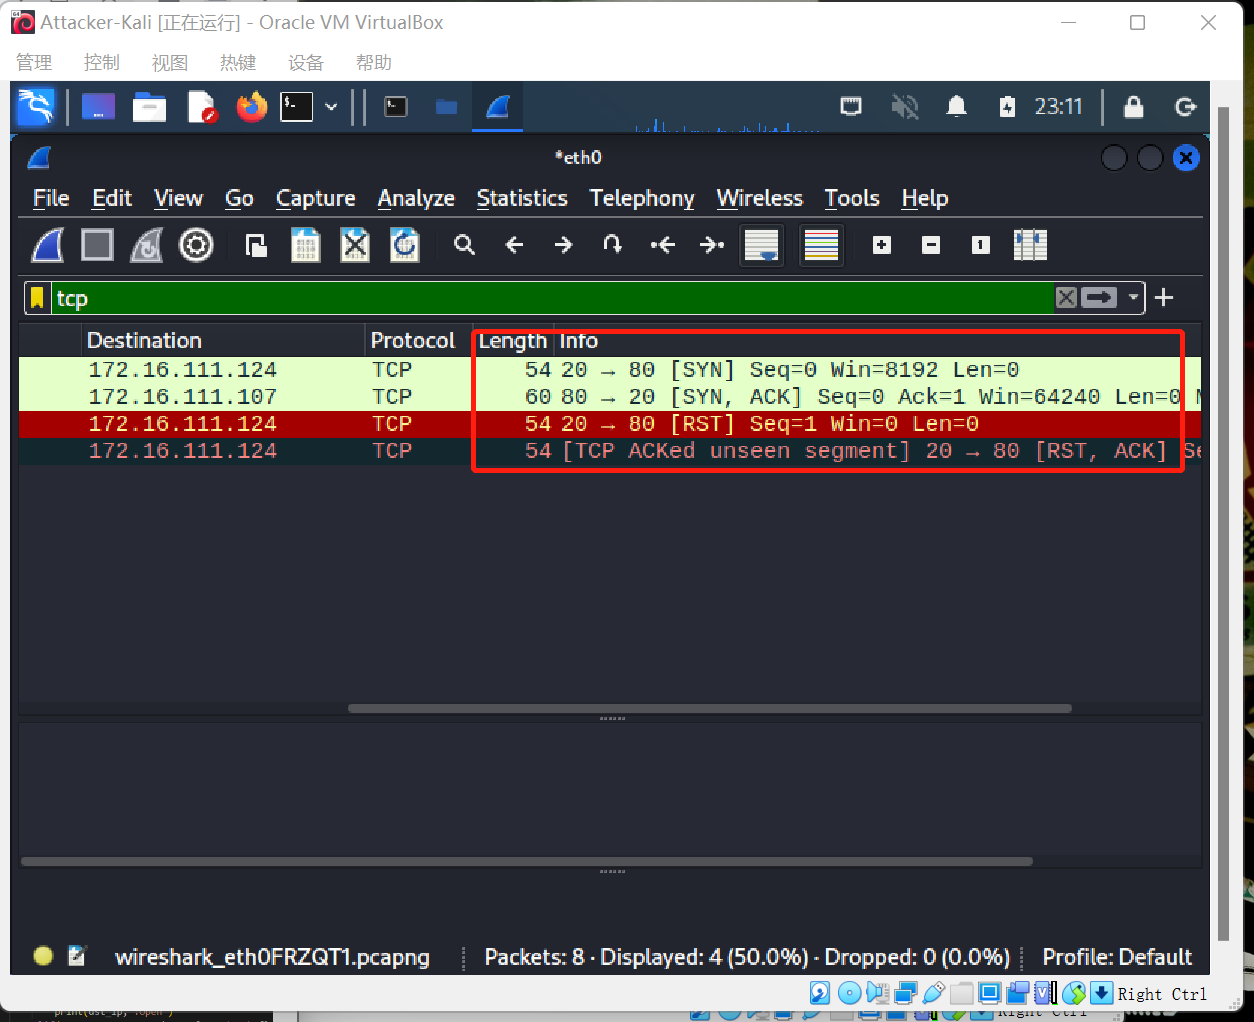 Attacker-Kali [正在运行] - Oracle VM VirtualBox
管理 控制 视图 热键 设备 帮助
23:11
*eth0
File Edit View Go Capture Analyze Statistics Telephony Wireless Tools Help
tcp
Destination Protocol Length Info
172.16.111.124 TCP 54 20 → 80 [SYN] Seq=0 Win=8192 Len=0
172.16.111.107 TCP 60 80 → 20 [SYN, ACK] Seq=0 Ack=1 Win=64240 Len=0
172.16.111.124 TCP 54 20 → 80 [RST] Seq=1 Win=0 Len=0
172.16.111.124 TCP 54 [TCP ACKed unseen segment] 20 → 80 [RST, ACK] Se
wireshark_eth0FRZQT1.pcapng Packets: 8 · Displayed: 4 (50.0%) · Dropped: 0 (0.0%) Profile: Default
Right Ctrl